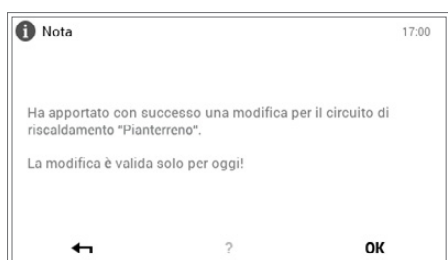 i Nota 17:00
Ha apportato con successo una modifica per il circuito di
riscaldamento "Pianterreno".
La modifica è valida solo per oggi!
? OK